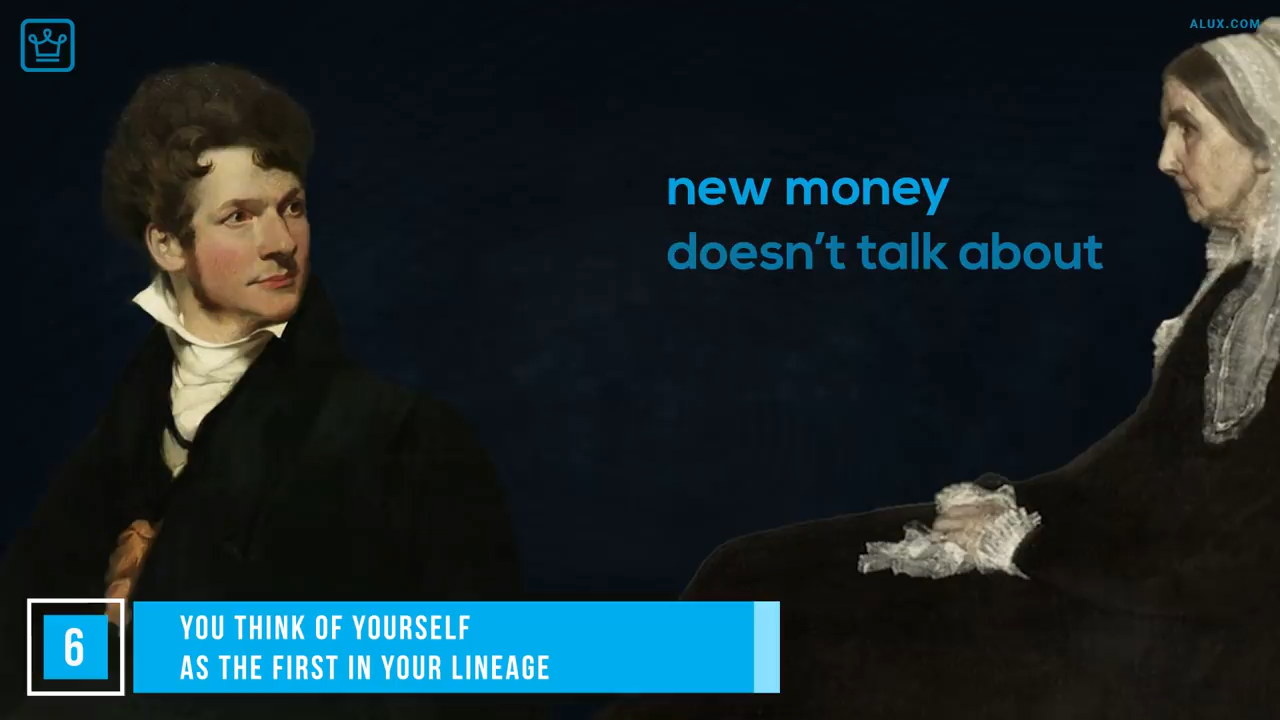 ALUX.COM
new money
doesn't talk about
6
YOU THINK OF YOURSELF
AS THE FIRST IN YOUR LINEAGE